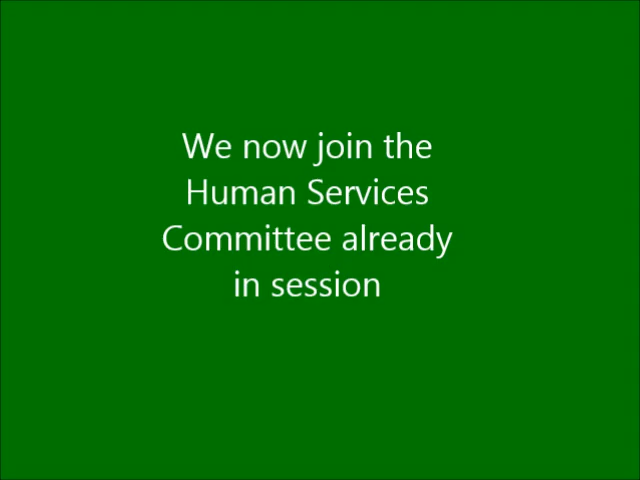 We now join the
Human Services
Committee already
in session